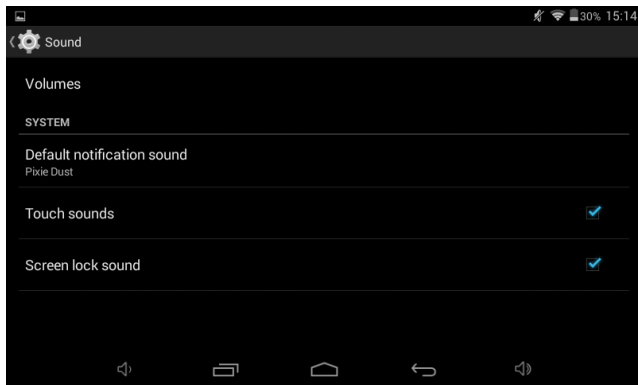 30% 15:14
Sound
Volumes
SYSTEM
Default notification sound
Pixie Dust
Touch sounds
Screen lock sound